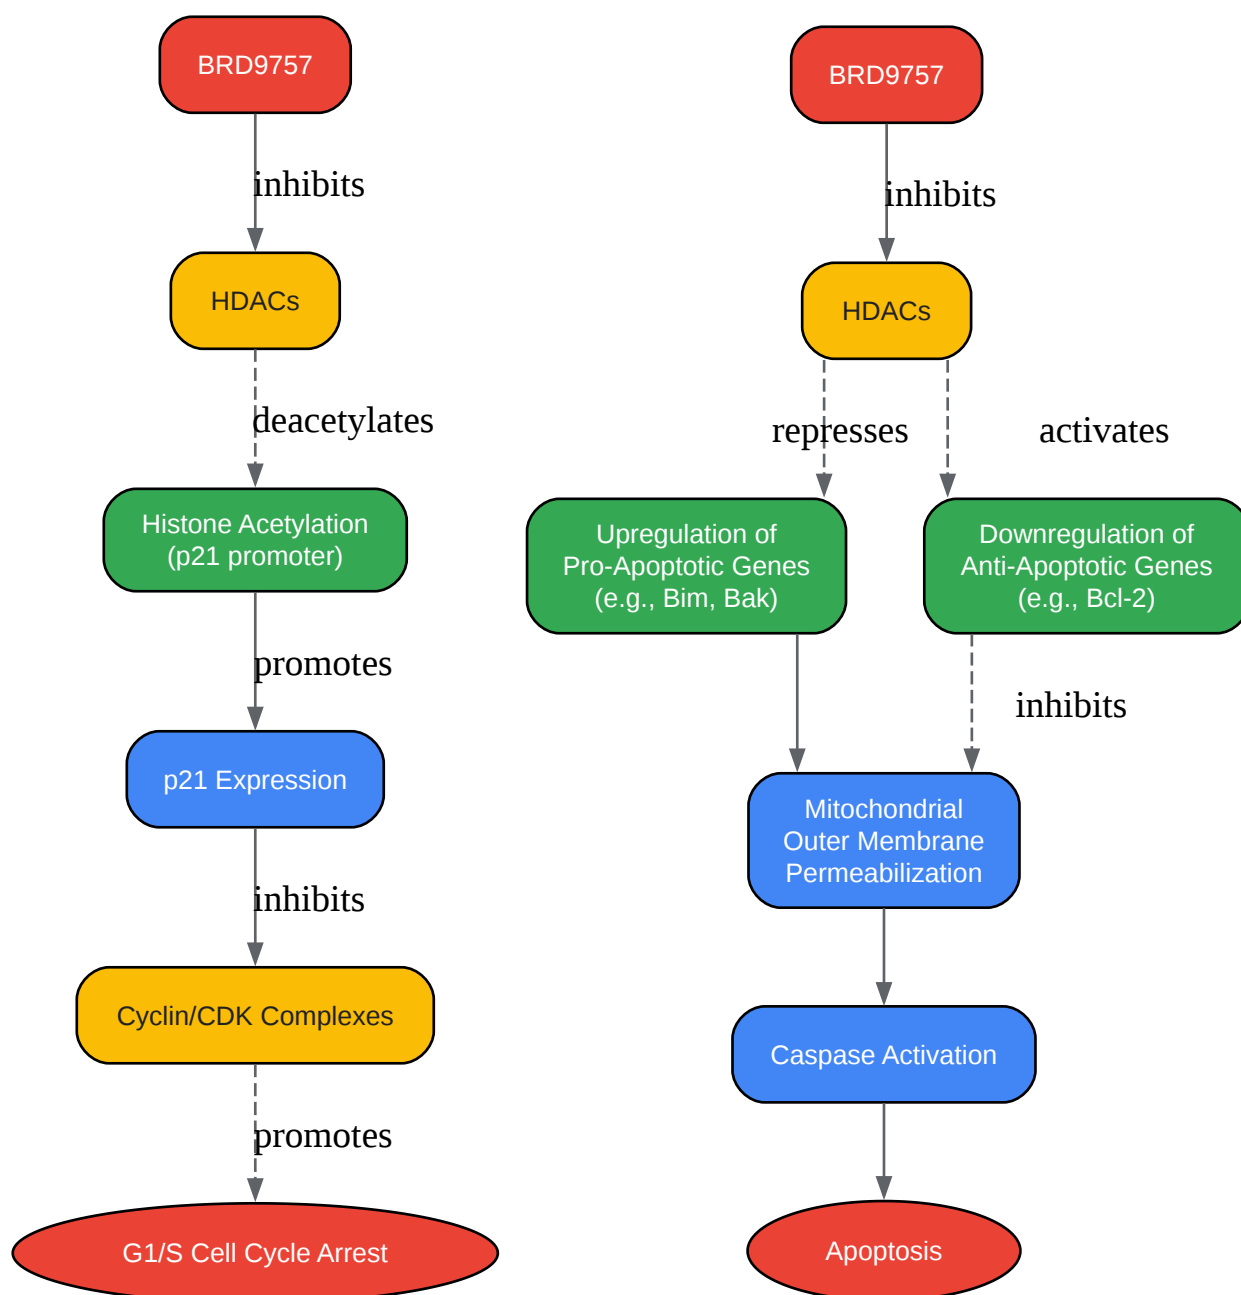 BRD9757
inhibits
HDACs
deacetylates
Histone Acetylation
(p21 promoter)
promotes
p21 Expression
inhibits
Cyclin/CDK Complexes
promotes
G1/S Cell Cycle Arrest
BRD9757
inhibits
HDACs
represses
activates
Upregulation of
Pro-Apoptotic Genes
(e.g., Bim, Bak)
Downregulation of
Anti-Apoptotic Genes
(e.g., Bcl-2)
inhibits
Mitochondrial
Outer Membrane
Permeabilization
Caspase Activation
Apoptosis